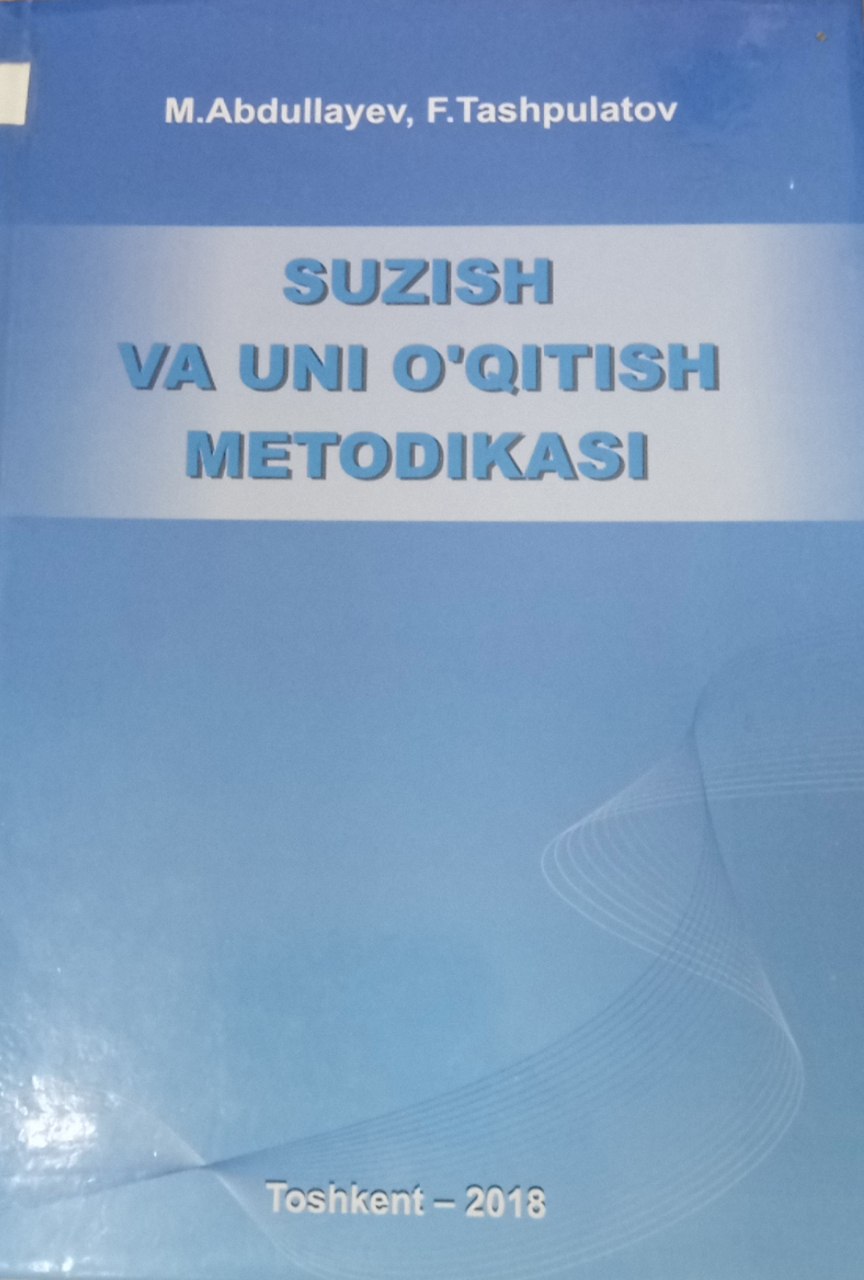 M.Abdullayev, F.Tashpulatov
SUZISH
VA UNI O'QITISH
METODIKASI
Toshkent – 2018